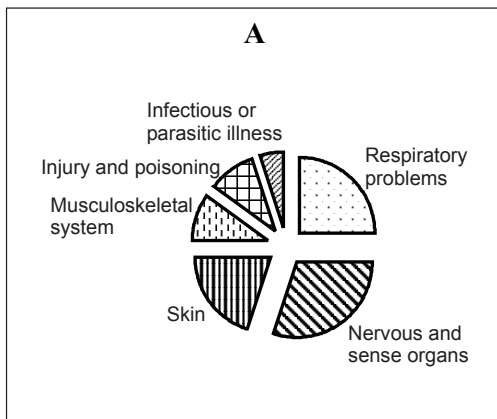 A
Infectious or
parasitic illness
Respiratory
problems
Injury and poisoning
Musculoskeletal
system
Skin
Nervous and
sense organs